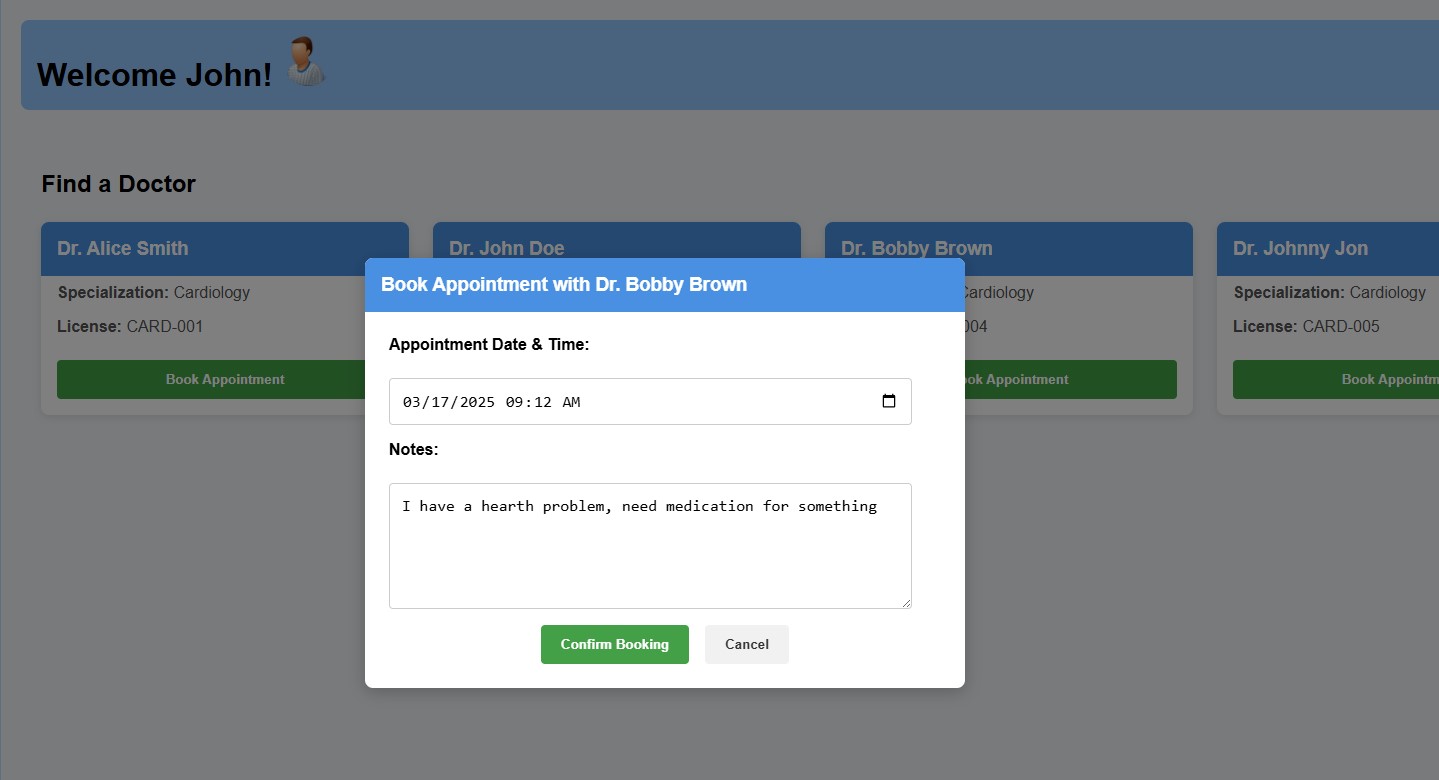 Welcome John!
Find a Doctor
Dr. Alice Smith
Specialization: Cardiology
License: CARD-001
Book Appointment
Dr. John Doe
Dr. Bobby Brown
Cardiology
004
Appointment
Dr. Johnny Jon
Specialization: Cardiology
License: CARD-005
Book
Book Appointment with Dr. Bobby Brown
Appointment Date & Time:
03/17/2025 09:12 AM
Notes:
I have a hearth problem, need medication for something
Confirm Booking
Cancel